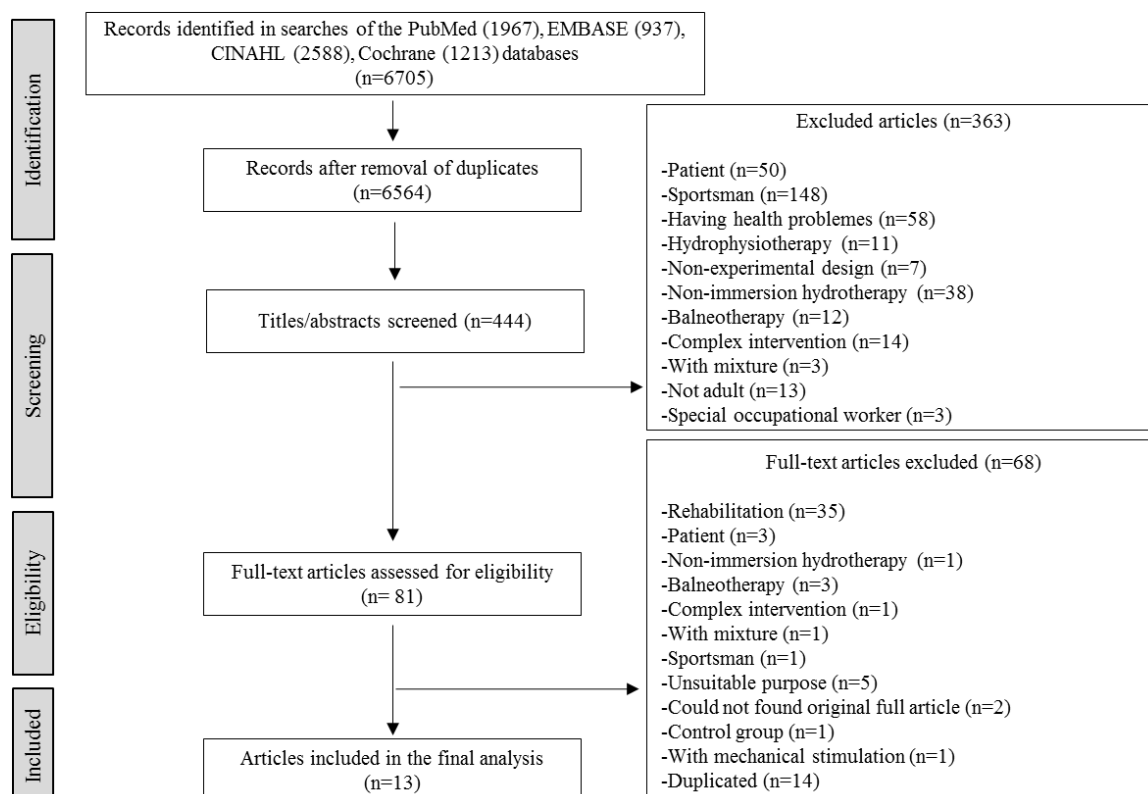 Identification
Records identified in searches of the PubMed (1967), EMBASE (937),
CINAHL (2588), Cochrane (1213) databases
(n=6705)
Records after removal of duplicates
(n=6564)
Screening
Titles/abstracts screened (n=444)
Excluded articles (n=363)
-Patient (n=50)
-Sportsman (n=148)
-Having health problemes (n=58)
-Hydrophysiotherapy (n=11)
-Non-experimental design (n=7)
-Non-immersion hydrotherapy (n=38)
-Balneotherapy (n=12)
-Complex intervention (n=14)
-With mixture (n=3)
-Not adult (n=13)
-Special occupational worker (n=3)
Eligibility
Full-text articles assessed for eligibility
(n= 81)
Full-text articles excluded (n=68)
-Rehabilitation (n=35)
-Patient (n=3)
-Non-immersion hydrotherapy (n=1)
-Balneotherapy (n=3)
-Complex intervention (n=1)
-With mixture (n=1)
-Sportsman (n=1)
-Unsuitable purpose (n=5)
-Could not found original full article (n=2)
-Control group (n=1)
-With mechanical stimulation (n=1)
-Duplicated (n=14)
Included
Articles included in the final analysis
(n=13)